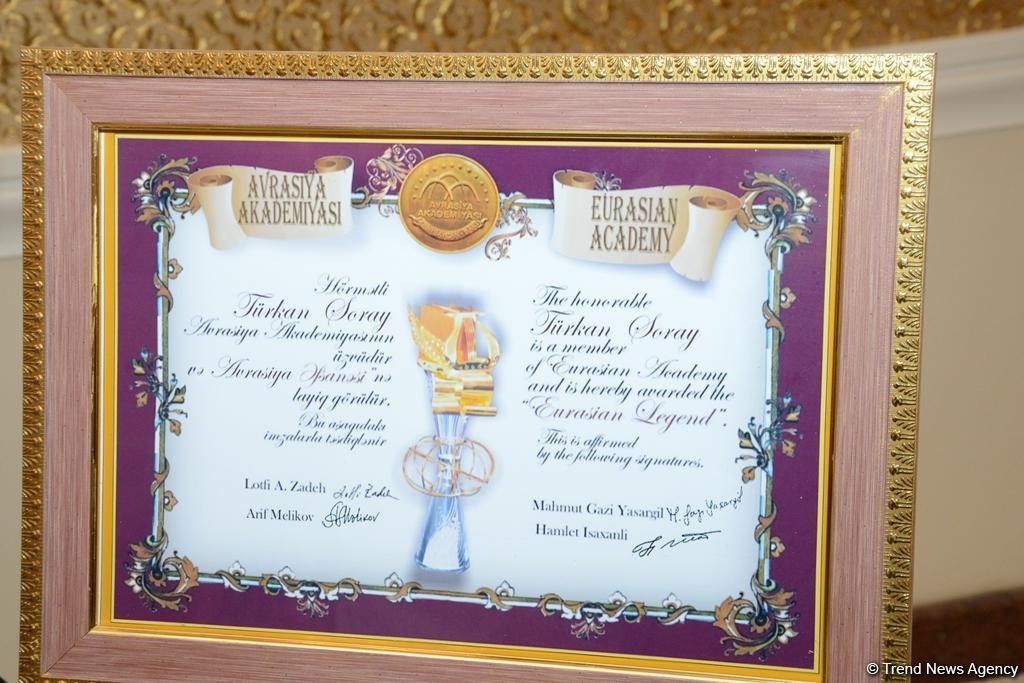 AVRASİYA
AKADEMİYASI
AVRASİYA
AKADEMİYASI
EURASIAN
ACADEMY
Hörmətli
Türkan Soray
Avrasiya Akademiyasının
üzvüdür
və Avrasiya Əfsanəsi"nə
layiq görülür.
Bu aşağıdakı
imzalarla təsdiqlənir
Lotfi A. Zadeh
Arif Melikov
The honorable
Türkan Soray
is a member
of Eurasian Academy
and is hereby awarded the
"Eurasian Legend".
This is affirmed
by the following signatures.
Mahmut Gazi Yasargil
Hamlet Isaxanli
© Trend News Agency